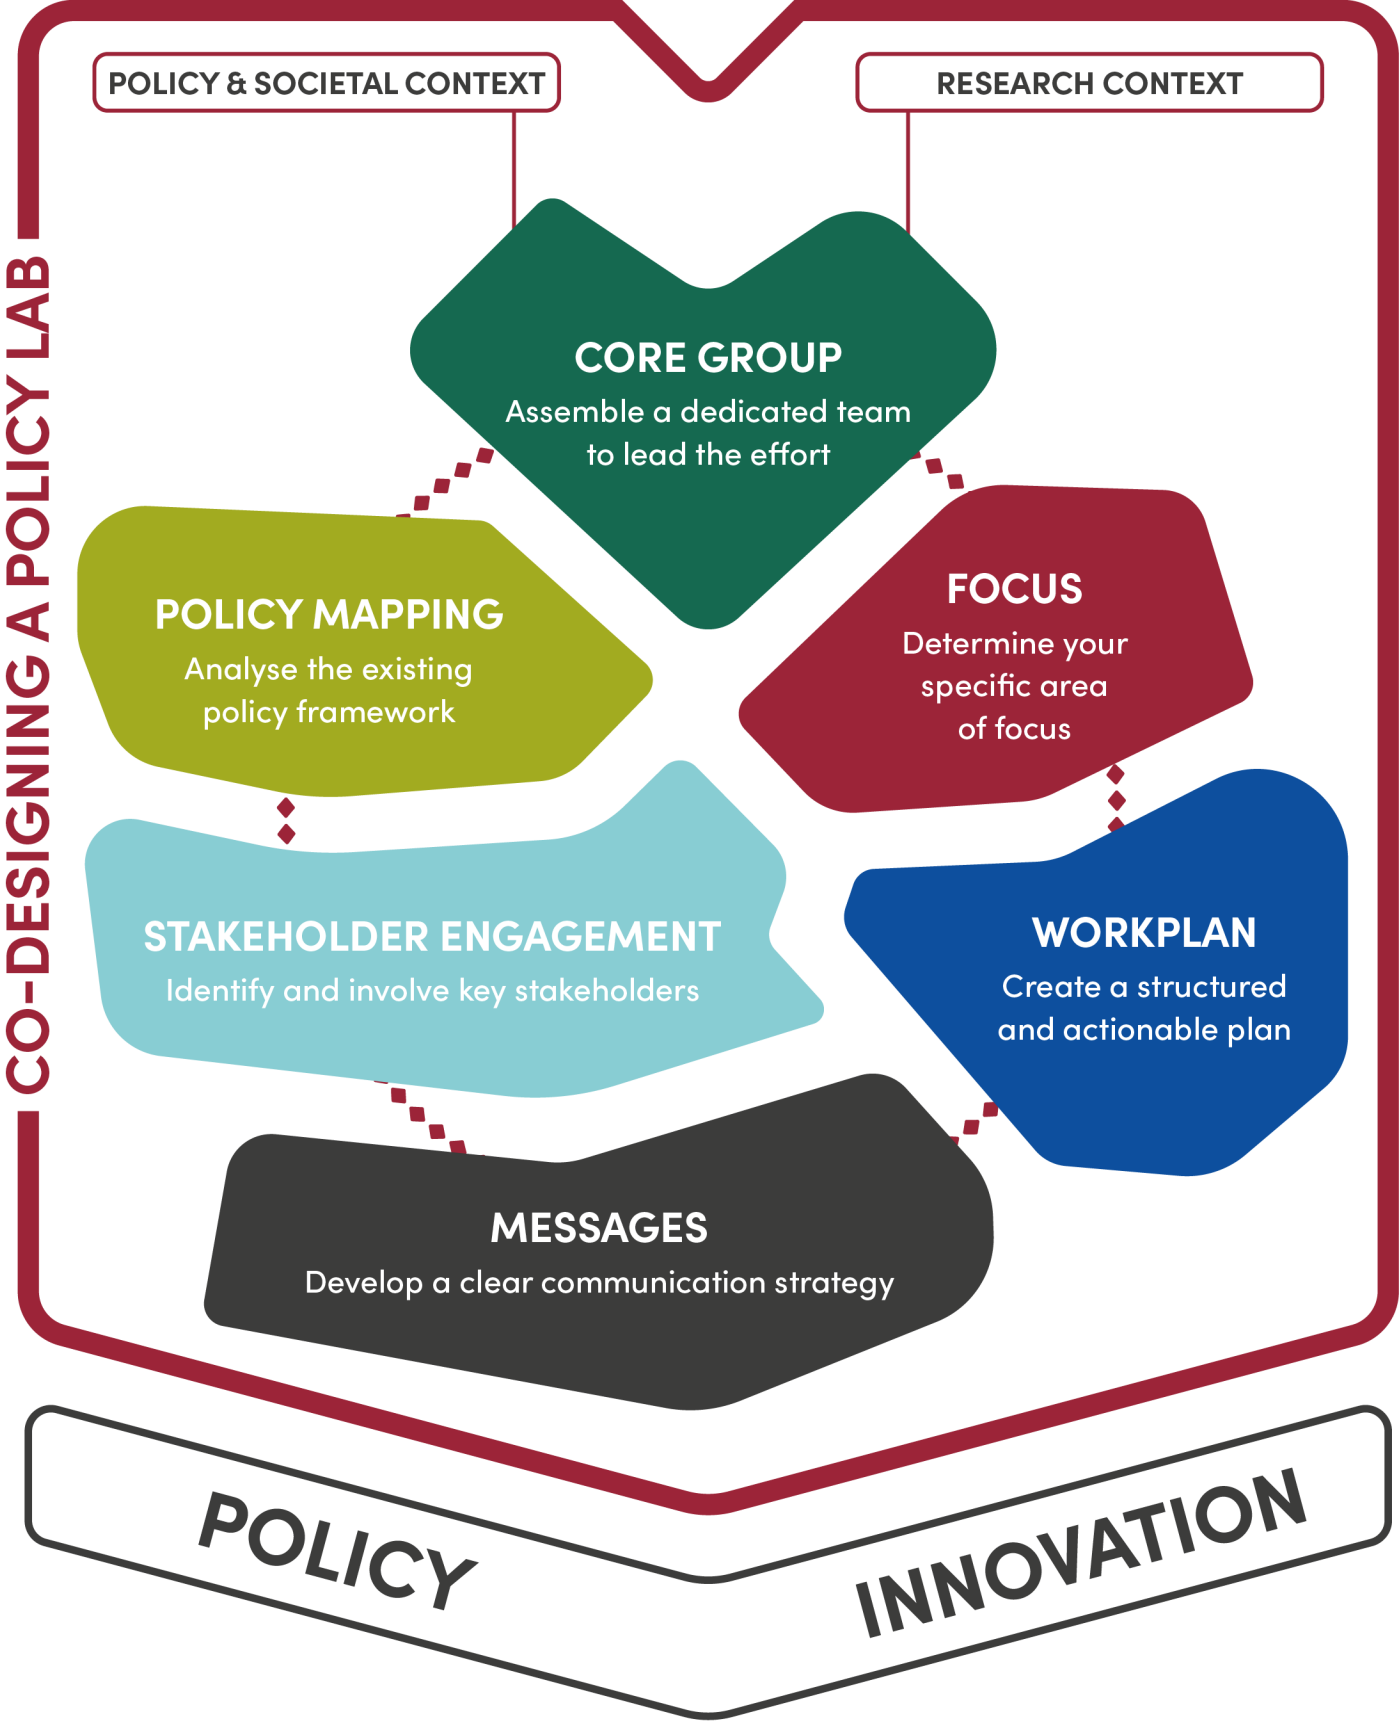 POLICY & SOCIETAL CONTEXT
RESEARCH CONTEXT
CO-DESIGNING A POLICY LAB
CORE GROUP
Assemble a dedicated team
to lead the effort
POLICY MAPPING
Analyse the existing
policy framework
FOCUS
Determine your
specific area
of focus
STAKEHOLDER ENGAGEMENT
Identify and involve key stakeholders
WORKPLAN
Create a structured
and actionable plan
MESSAGES
Develop a clear communication strategy
POLICY
INNOVATION